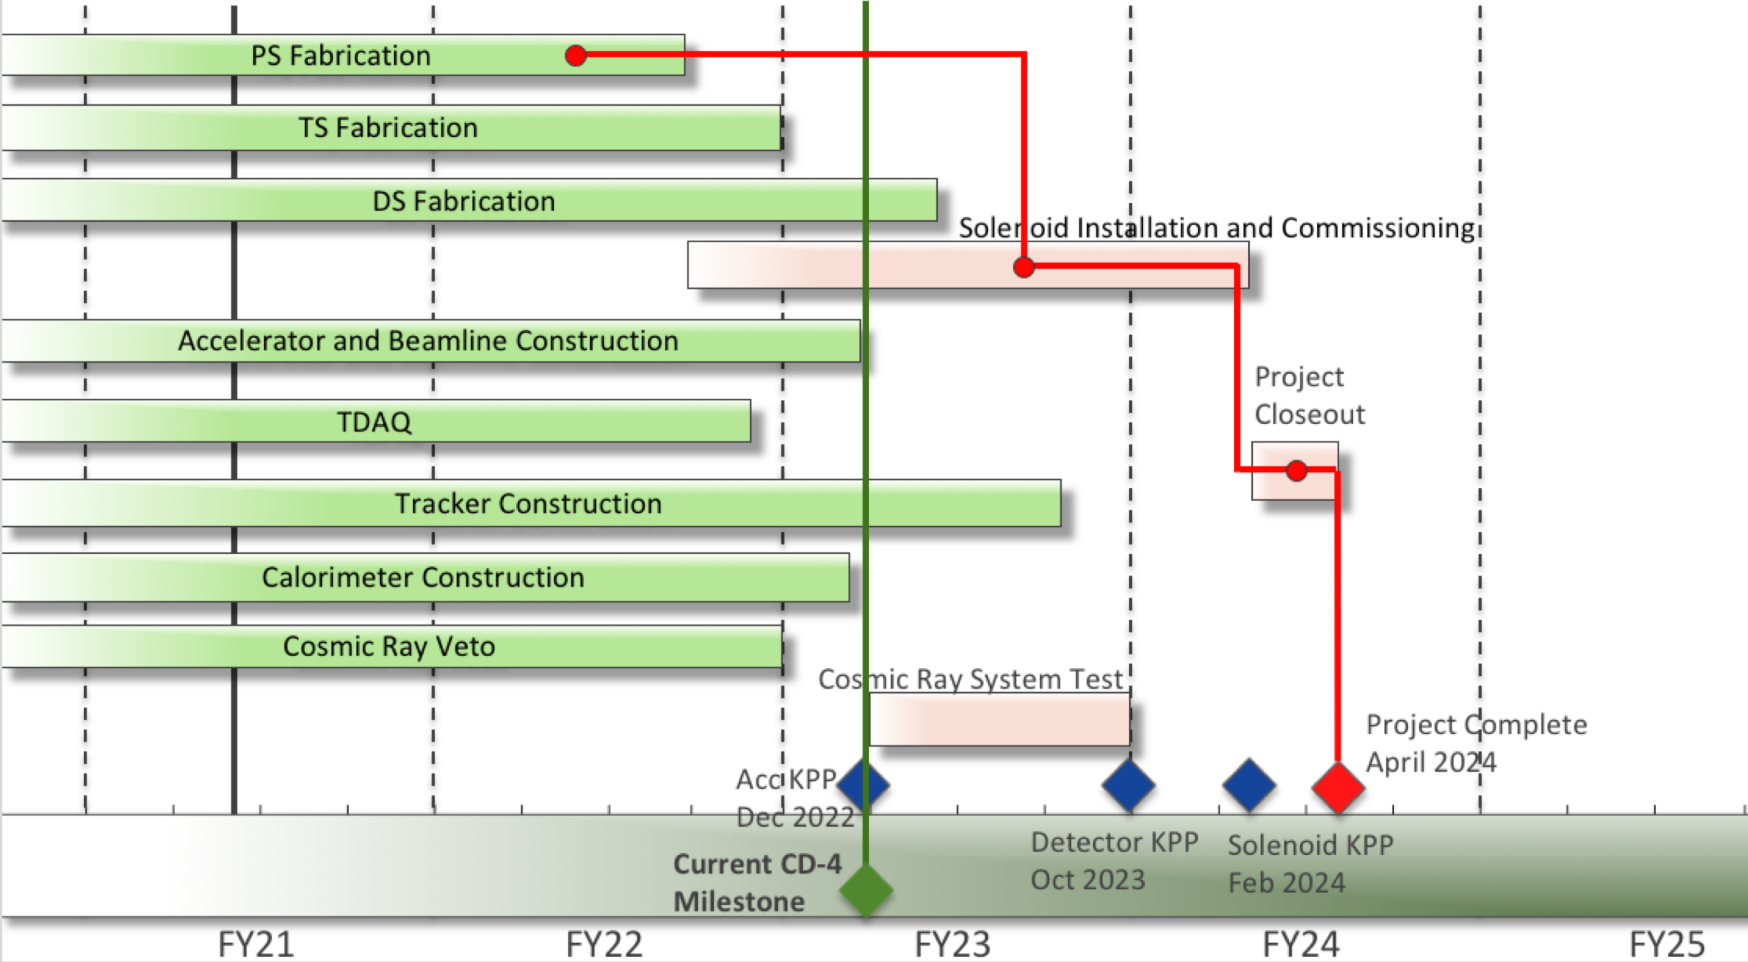 PS Fabrication
TS Fabrication
DS Fabrication
Solenoid Installation and Commissioning
Accelerator and Beamline Construction
Project
Closeout
TDAQ
Tracker Construction
Calorimeter Construction
Cosmic Ray Veto
Cosmic Ray System Test
Project Complete
April 2024
Acc KPP
Dec 2022
Detector KPP
Oct 2023
Solenoid KPP
Feb 2024
Current CD-4
Milestone
FY21
FY22
FY23
FY24
FY25